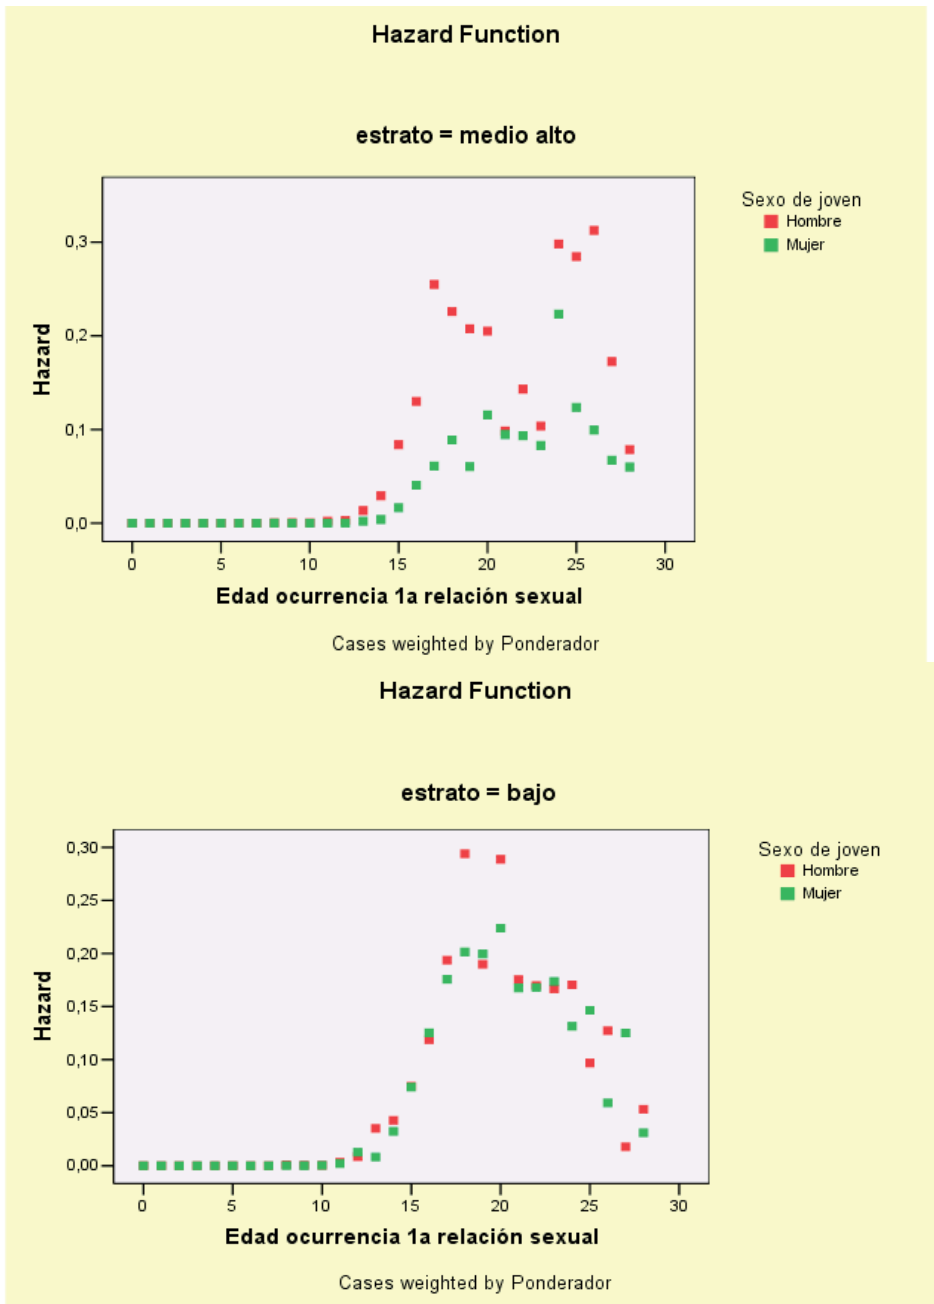 Hazard Function
estrato = medio alto
Sexo de joven
Hombre
Mujer
0,3
0,2
0,1
0,0
Hazard
0 5 10 15 20 25 30
Edad ocurrencia 1a relación sexual
Cases weighted by Ponderador
Hazard Function
estrato = bajo
Sexo de joven
Hombre
Mujer
0,30
0,25
0,20
0,15
0,10
0,05
0,00
Hazard
0 5 10 15 20 25 30
Edad ocurrencia 1a relación sexual
Cases weighted by Ponderador